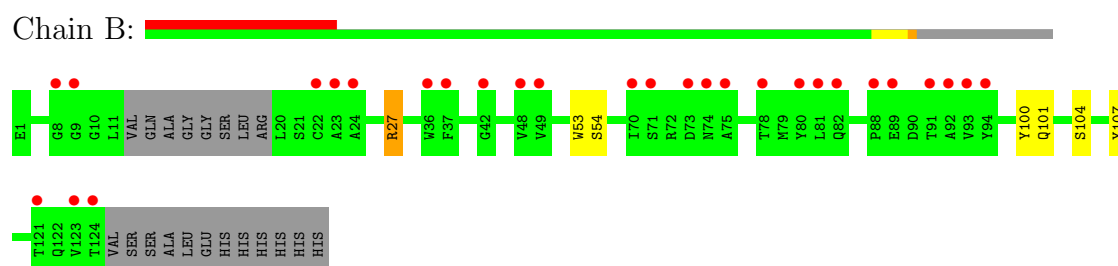 Chain B:
E1 G8 G9 G10 L11 VAL GLN ALA GLY GLY SER LEU ARG L20 S21 C22 A23 A24 R27 W36 F37 G42 V48 V49 W53 S54 I70 S71 R72 D73 N74 A75 T78 M79 Y80 L81 Q82 P88 E89 D90 T91 A92 V93 Y94 Y100 Q101 S104
T121 Q122 V123 T124 VAL SER SER ALA LEU GLU HIS HIS HIS HIS HIS HIS